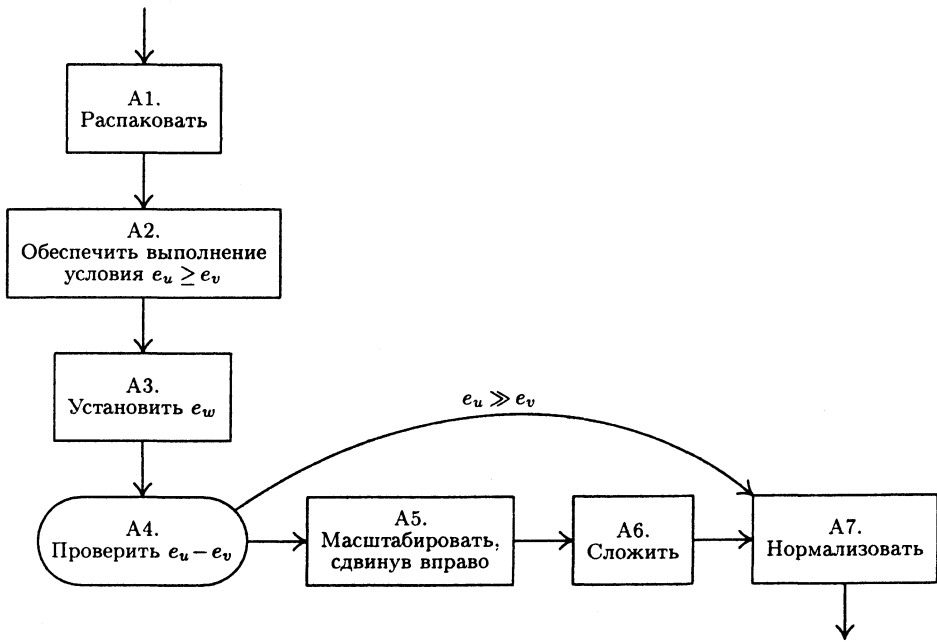 A1.
Распаковать
A2.
Обеспечить выполнение
условия e_u ≥ e_v
A3.
Установить e_w
e_u ≫ e_v
A4.
Проверить e_u − e_v
A5.
Масштабировать,
сдвинув вправо
A6.
Сложить
A7.
Нормализовать